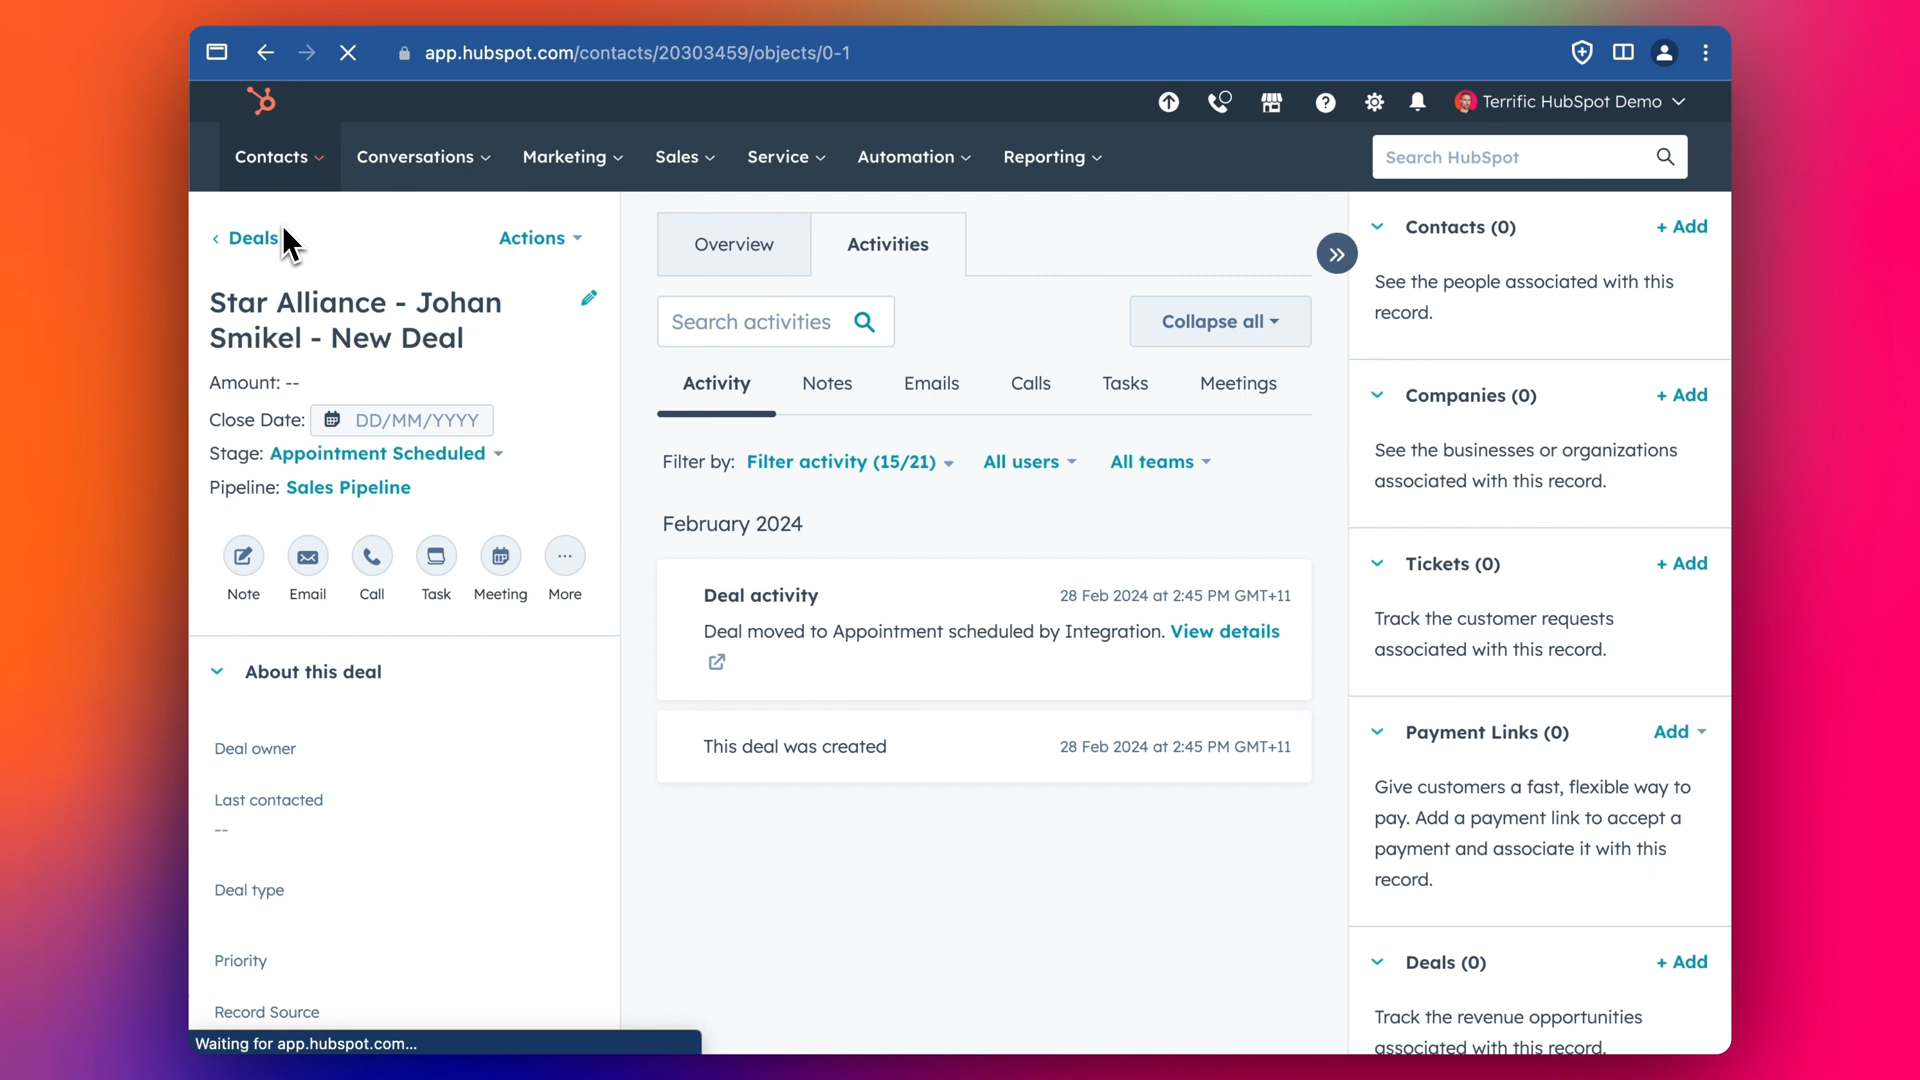 app.hubspot.com/contacts/20303459/objects/0-1
Terrific HubSpot Demo
Contacts
Conversations
Marketing
Sales
Service
Automation
Reporting
Search HubSpot
Deals
Actions
Star Alliance - Johan
Smikel - New Deal
Amount: --
Close Date: DD/MM/YYYY
Stage: Appointment Scheduled
Pipeline: Sales Pipeline
Note
Email
Call
Task
Meeting
More
About this deal
Deal owner
Last contacted
--
Deal type
Priority
Record Source
Waiting for app.hubspot.com...
Overview
Activities
Search activities
Collapse all
Activity
Notes
Emails
Calls
Tasks
Meetings
Filter by: Filter activity (15/21) All users All teams
February 2024
Deal activity
28 Feb 2024 at 2:45 PM GMT+11
Deal moved to Appointment scheduled by Integration. View details
This deal was created
28 Feb 2024 at 2:45 PM GMT+11
Contacts (0)
+ Add
See the people associated with this
record.
Companies (0)
+ Add
See the businesses or organizations
associated with this record.
Tickets (0)
+ Add
Track the customer requests
associated with this record.
Payment Links (0)
Add
Give customers a fast, flexible way to
pay. Add a payment link to accept a
payment and associate it with this
record.
Deals (0)
+ Add
Track the revenue opportunities
associated with this record.